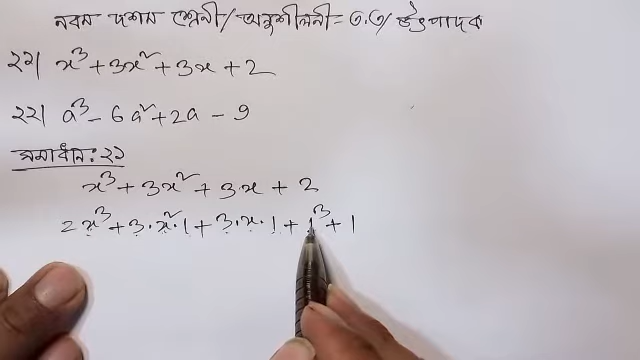 নবম দশম শ্রেনী/অনুশীলনী=৩.৩/উৎপাদক
২১। x³ + 3x² + 3x + 2
২২। a³ - 6a² + 2a - 9
সমাধান: ২১
x³ + 3x² + 3x + 2
= x³ + 3·x²·1 + 3·x·1 + 1³ + 1